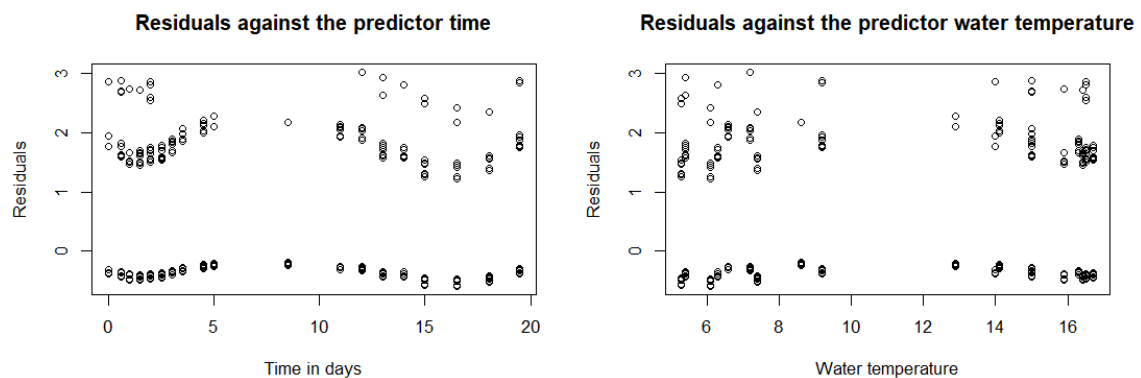 Residuals against the predictor time
Residuals
3
2
1
0
0 5 10 15 20
Time in days
Residuals against the predictor water temperature
Residuals
3
2
1
0
6 8 10 12 14 16
Water temperature